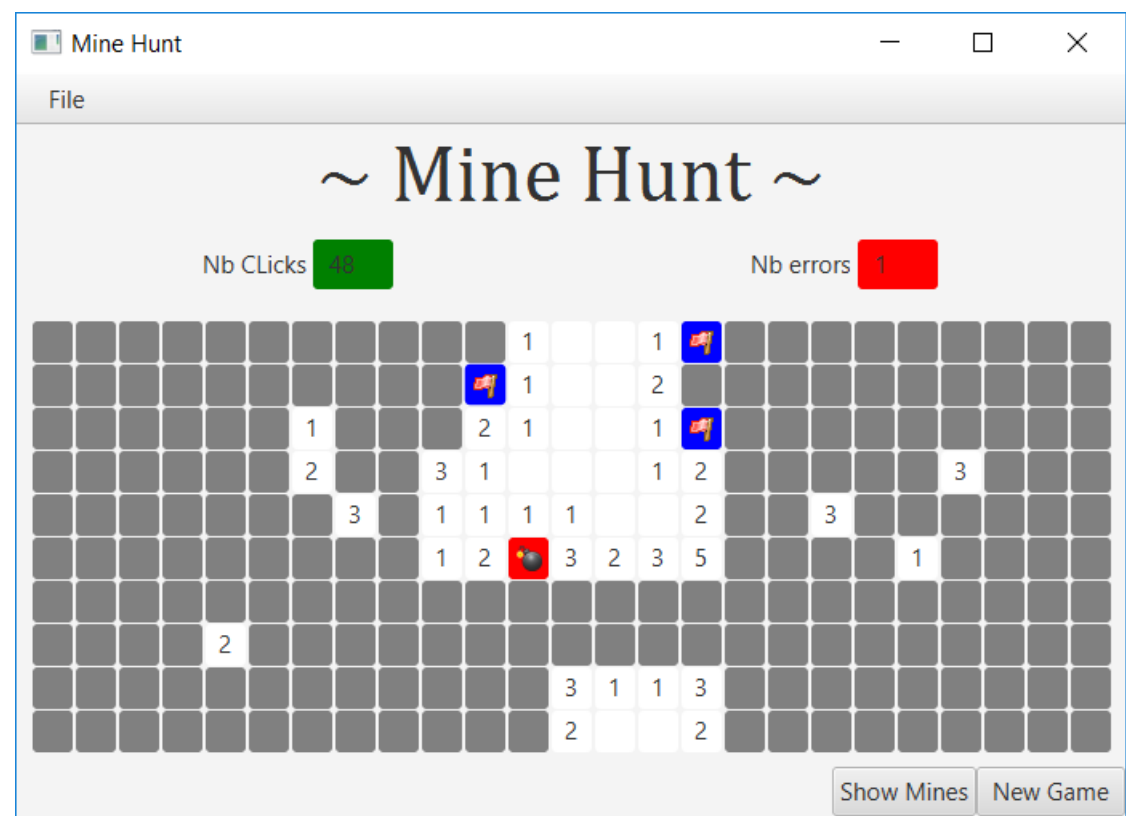 Mine Hunt
File
~ Mine Hunt ~
Nb CLicks 48 Nb errors 1
1 1
1 2
1 2 1 1
2 3 1 1 2 3
3 1 1 1 1 2 3
1 2 3 2 3 5 1
2
3 1 1 3
2 2
Show Mines New Game